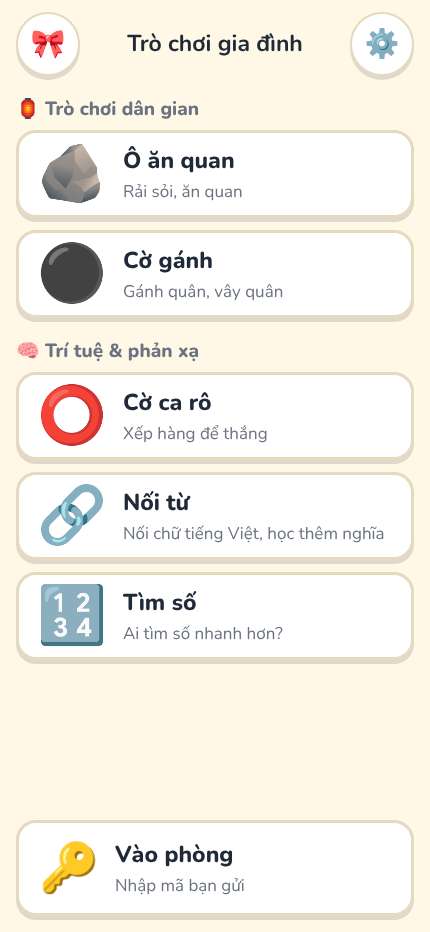 Trò chơi gia đình
Trò chơi dân gian
Ô ăn quan
Rải sỏi, ăn quan
Cờ gánh
Gánh quân, vây quân
Trí tuệ & phản xạ
Cờ ca rô
Xếp hàng để thắng
Nối từ
Nối chữ tiếng Việt, học thêm nghĩa
1 2
3 4
Tìm số
Ai tìm số nhanh hơn?
Vào phòng
Nhập mã bạn gửi